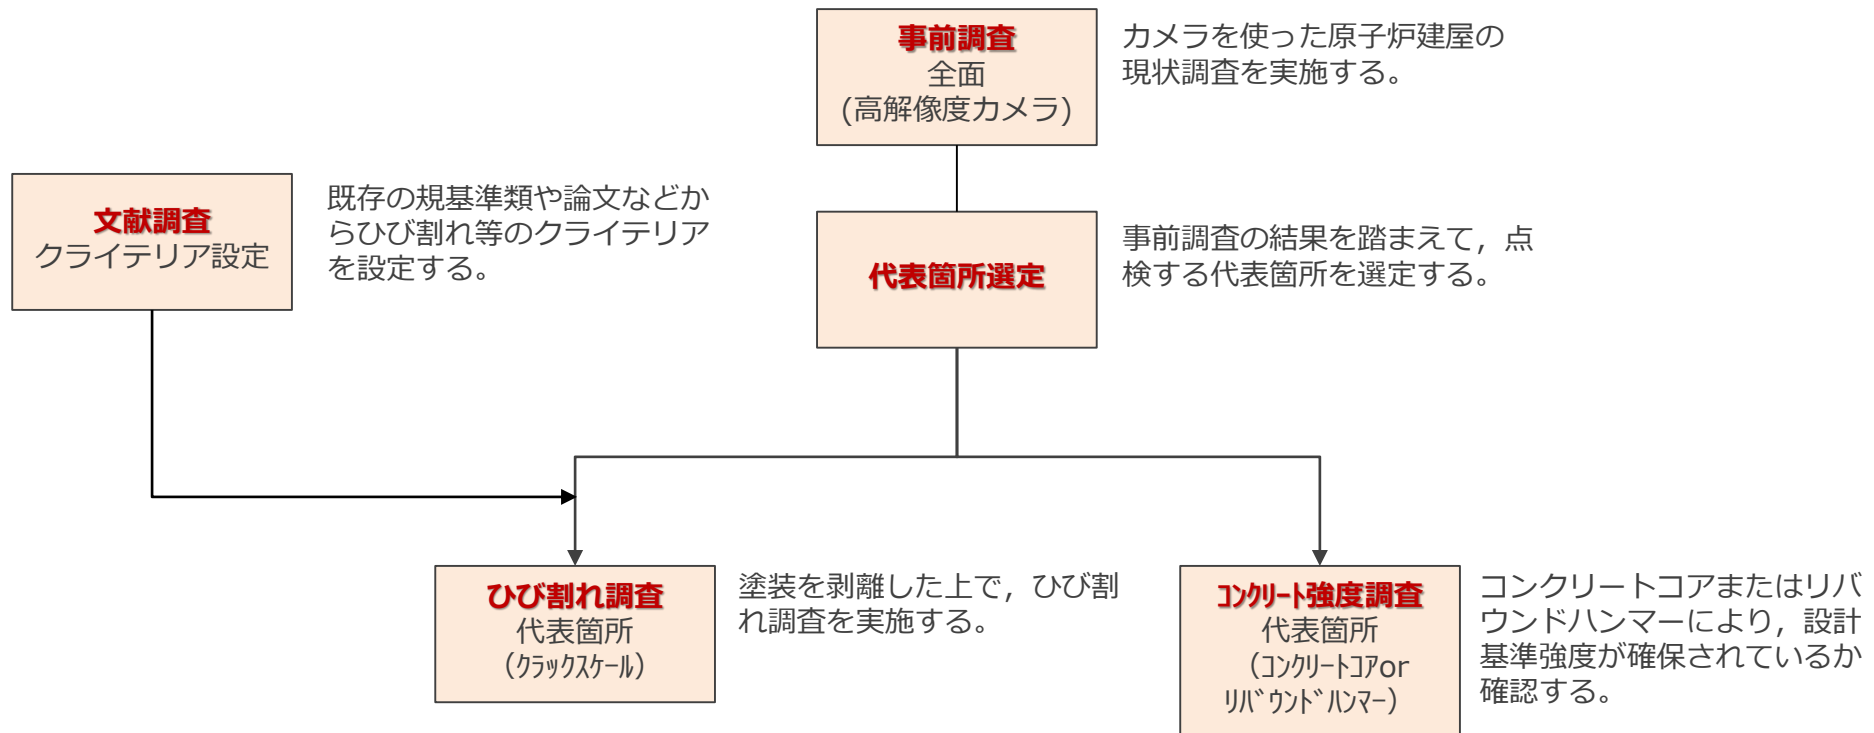 事前調査
全面
(高解像度カメラ)
カメラを使った原子炉建屋の
現状調査を実施する。
文献調査
クライテリア設定
既存の規基準類や論文などか
らひび割れ等のクライテリア
を設定する。
代表箇所選定
事前調査の結果を踏まえて，点
検する代表箇所を選定する。
ひび割れ調査
代表箇所
（ｸﾗｯｸｽｹｰﾙ）
塗装を剥離した上で，ひび割
れ調査を実施する。
ｺﾝｸﾘｰﾄ強度調査
代表箇所
（ｺﾝｸﾘｰﾄｺｱor
ﾘﾊﾞｳﾝﾄﾞﾊﾝﾏｰ）
コンクリートコアまたはリバ
ウンドハンマーにより，設計
基準強度が確保されているか
確認する。